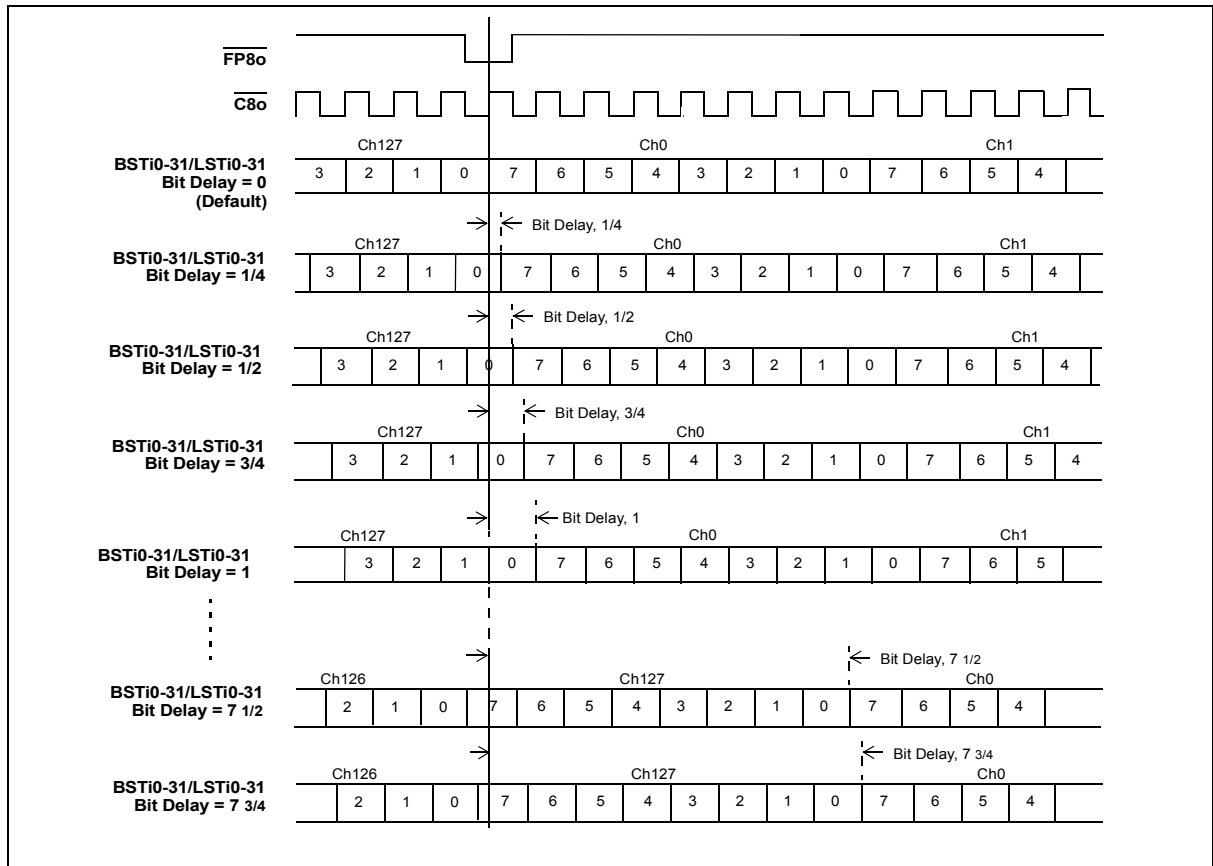 FP8o
C8o
Ch127 Ch0 Ch1
BSTi0-31/LSTi0-31
Bit Delay = 0
(Default)
3 2 1 0 7 6 5 4 3 2 1 0 7 6 5 4
Bit Delay, 1/4
Ch127 Ch0 Ch1
BSTi0-31/LSTi0-31
Bit Delay = 1/4
3 2 1 0 7 6 5 4 3 2 1 0 7 6 5 4
Bit Delay, 1/2
Ch127 Ch0 Ch1
BSTi0-31/LSTi0-31
Bit Delay = 1/2
3 2 1 0 7 6 5 4 3 2 1 0 7 6 5 4
Bit Delay, 3/4
Ch127 Ch0 Ch1
BSTi0-31/LSTi0-31
Bit Delay = 3/4
3 2 1 0 7 6 5 4 3 2 1 0 7 6 5 4
Bit Delay, 1
Ch127 Ch0 Ch1
BSTi0-31/LSTi0-31
Bit Delay = 1
3 2 1 0 7 6 5 4 3 2 1 0 7 6 5
Bit Delay, 7 1/2
Ch126 Ch127 Ch0
BSTi0-31/LSTi0-31
Bit Delay = 7 1/2
2 1 0 7 6 5 4 3 2 1 0 7 6 5 4
Bit Delay, 7 3/4
Ch126 Ch127 Ch0
BSTi0-31/LSTi0-31
Bit Delay = 7 3/4
2 1 0 7 6 5 4 3 2 1 0 7 6 5 4